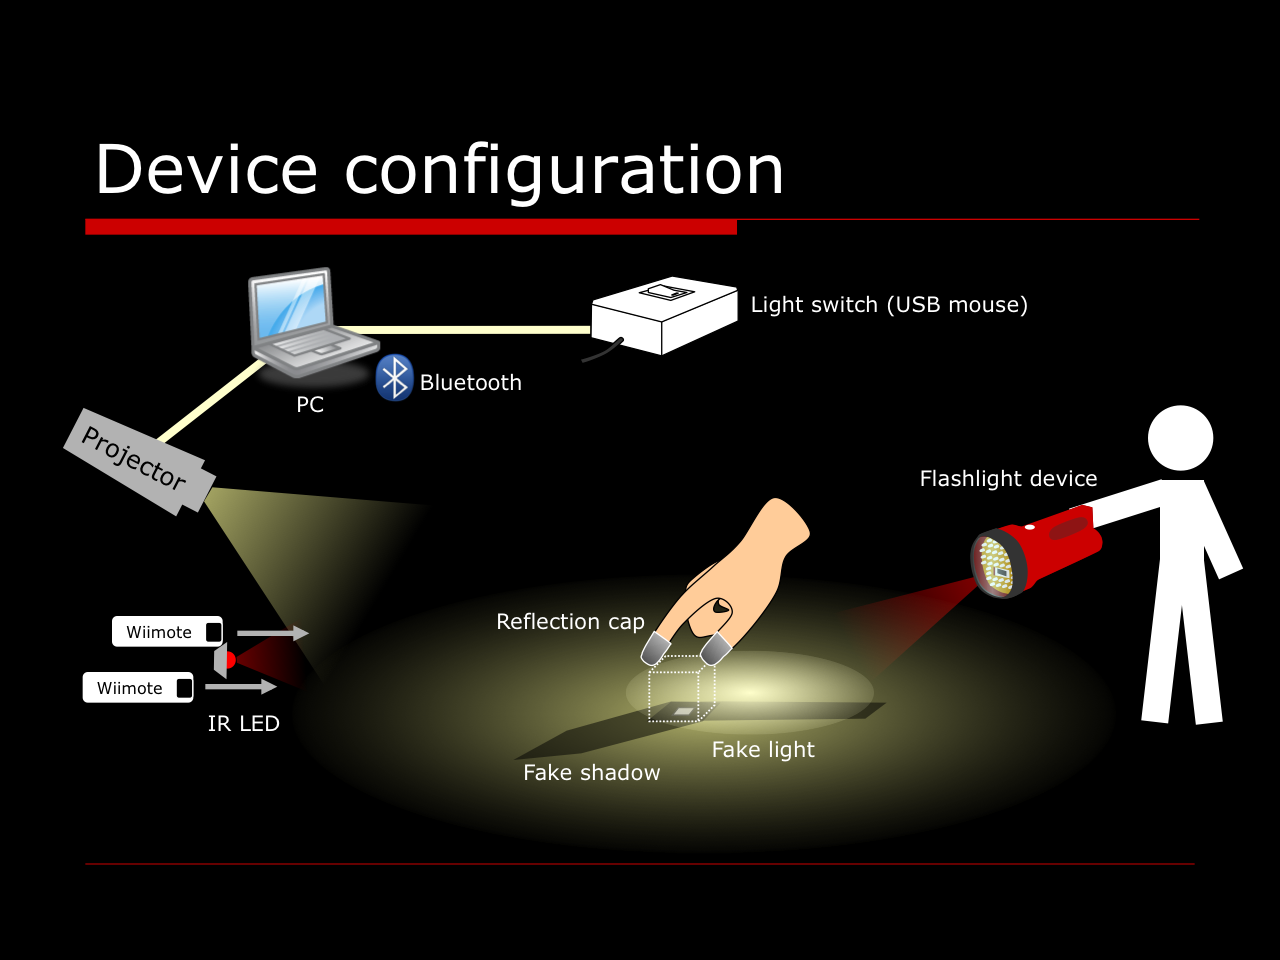 Device configuration
Light switch (USB mouse)
Bluetooth
PC
Projector
Flashlight device
Reflection cap
Wiimote
Wiimote
IR LED
Fake light
Fake shadow